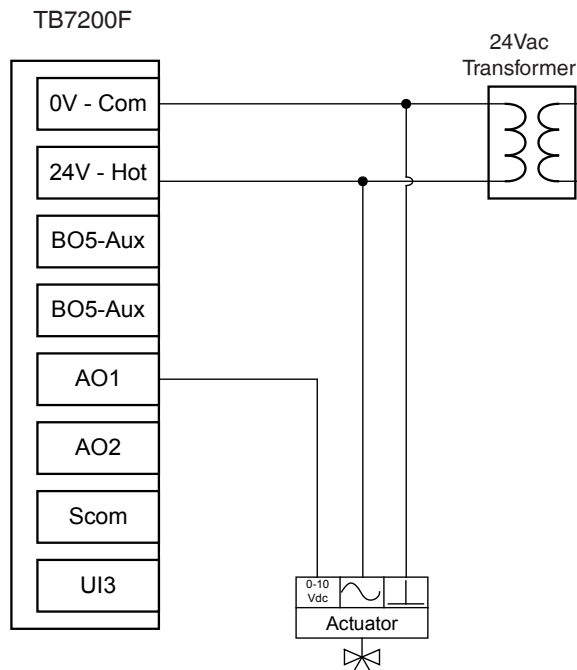 TB7200F
24Vac
Transformer
0V - Com
24V - Hot
BO5-Aux
BO5-Aux
AO1
AO2
Scom
UI3
0-10
Vdc
Actuator